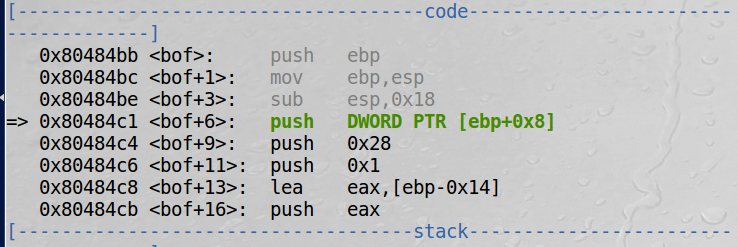 [-------------------------------------code-------------------------------------]
   0x80484bb <bof>:	push   ebp
   0x80484bc <bof+1>:	mov    ebp,esp
   0x80484be <bof+3>:	sub    esp,0x18
=> 0x80484c1 <bof+6>:	push   DWORD PTR [ebp+0x8]
   0x80484c4 <bof+9>:	push   0x28
   0x80484c6 <bof+11>:	push   0x1
   0x80484c8 <bof+13>:	lea    eax,[ebp-0x14]
   0x80484cb <bof+16>:	push   eax
[------------------------------------stack-------------------------------------